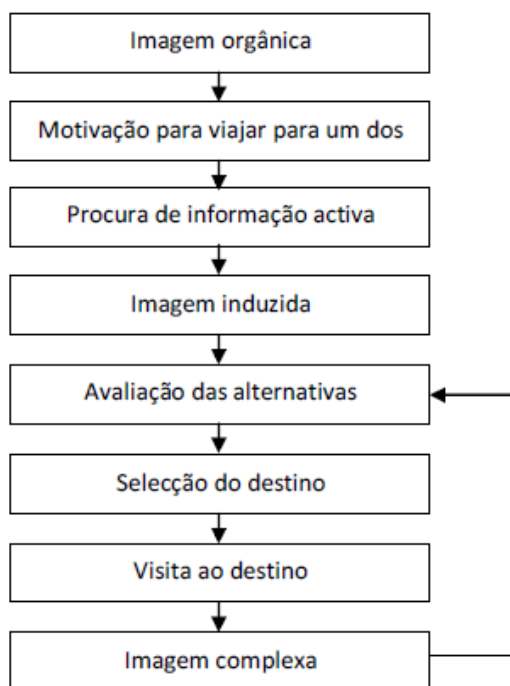 Imagem orgânica
Motivação para viajar para um dos
Procura de informação activa
Imagem induzida
Avaliação das alternativas
Selecção do destino
Visita ao destino
Imagem complexa